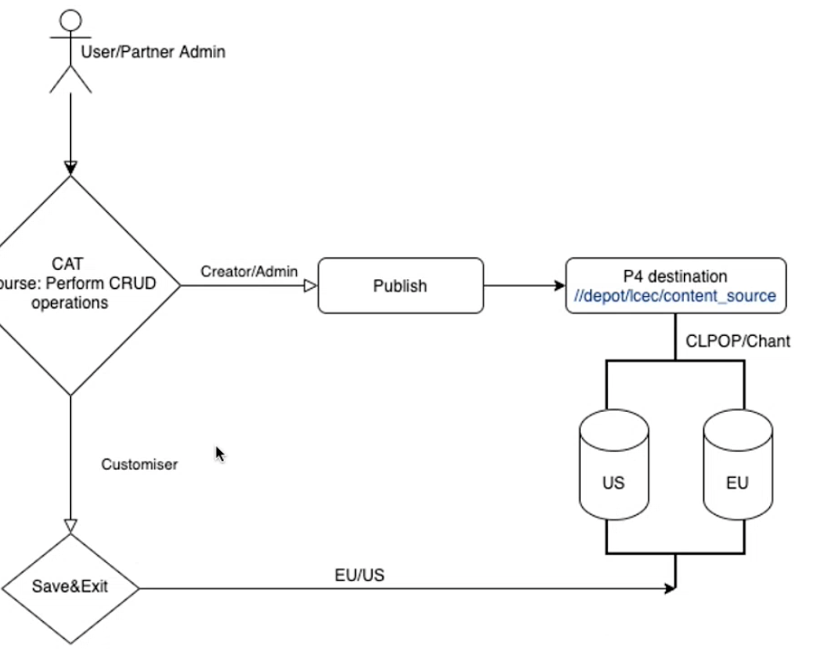 User/Partner Admin
CAT
: Perform CRUD
operations
Creator/Admin
Publish
P4 destination
//depot/lcec/content_source
CLPOP/Chant
US
EU
Customiser
Save&Exit
EU/US